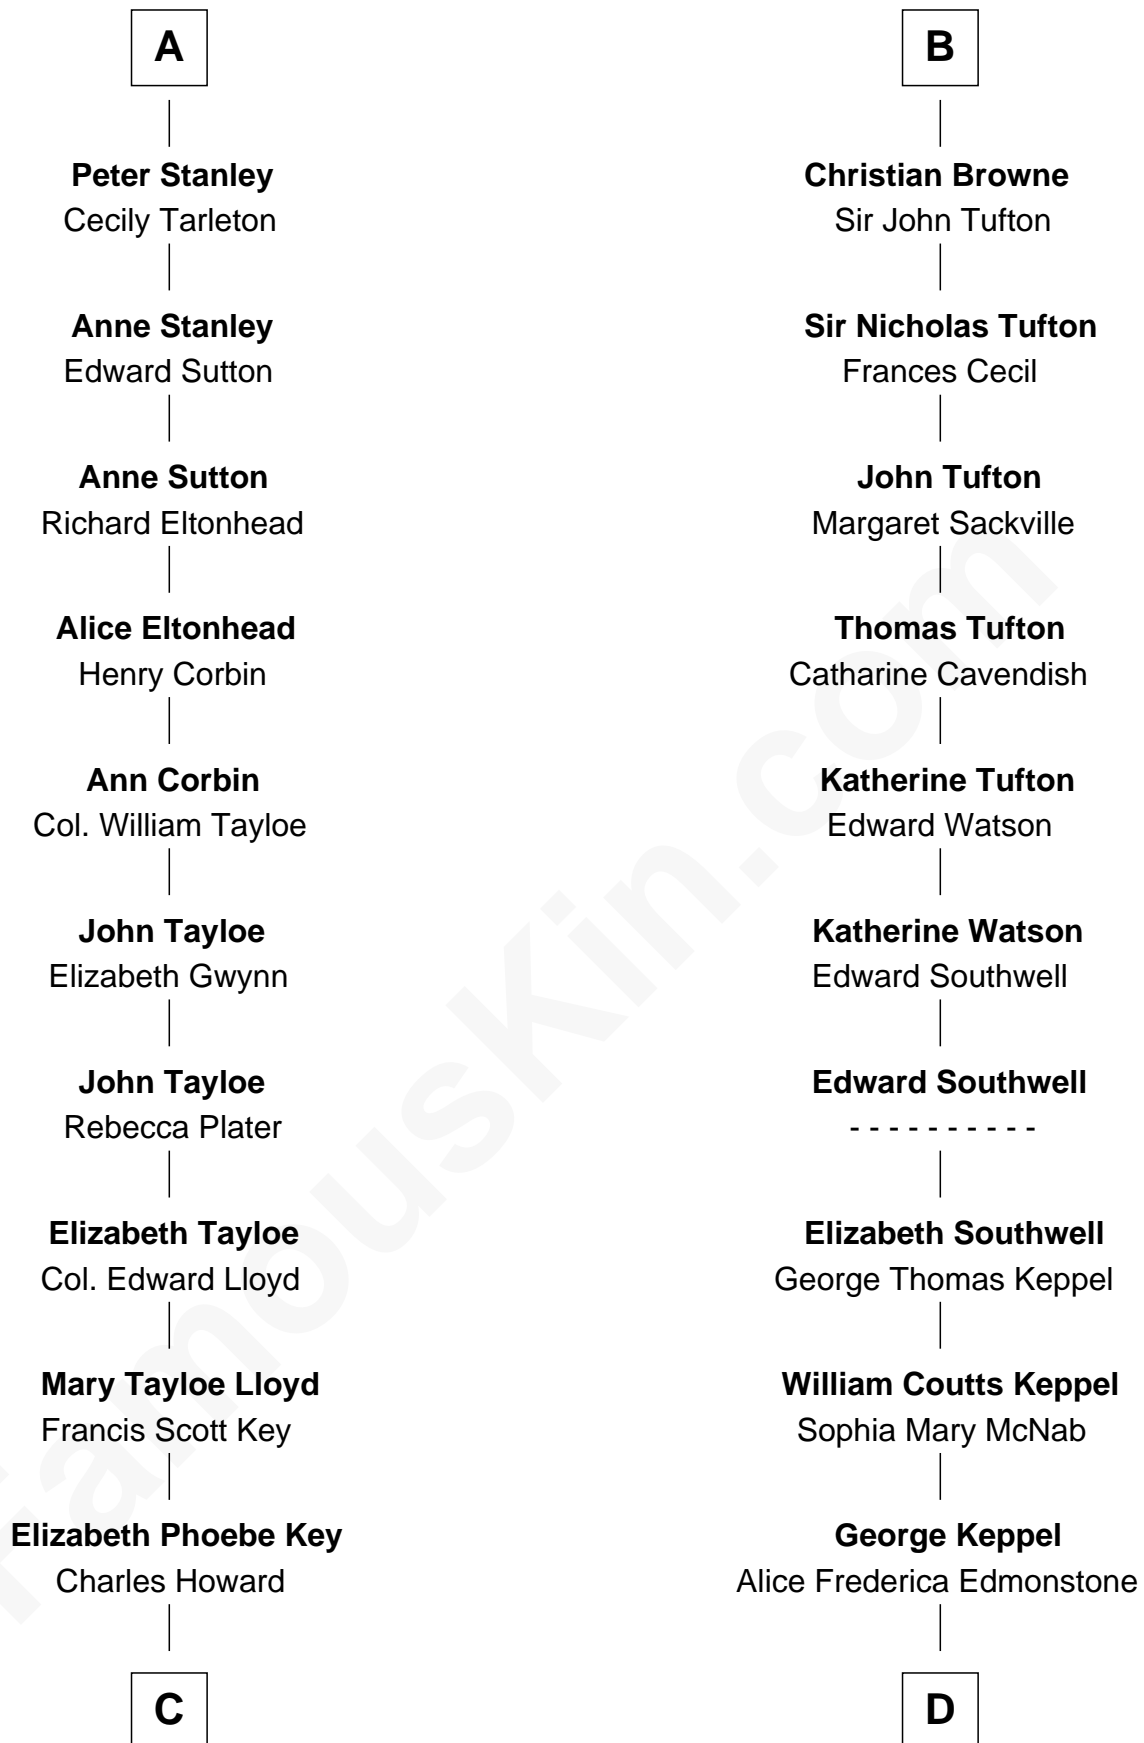 A
Peter Stanley
Cecily Tarleton
Anne Stanley
Edward Sutton
Anne Sutton
Richard Eltonhead
Alice Eltonhead
Henry Corbin
Ann Corbin
Col. William Tayloe
John Tayloe
Elizabeth Gwynn
John Tayloe
Rebecca Plater
Elizabeth Tayloe
Col. Edward Lloyd
Mary Tayloe Lloyd
Francis Scott Key
Elizabeth Phoebe Key
Charles Howard
C
B
Christian Browne
Sir John Tufton
Sir Nicholas Tufton
Frances Cecil
John Tufton
Margaret Sackville
Thomas Tufton
Catharine Cavendish
Katherine Tufton
Edward Watson
Katherine Watson
Edward Southwell
Edward Southwell
- - - - - - - - - -
Elizabeth Southwell
George Thomas Keppel
William Coutts Keppel
Sophia Mary McNab
George Keppel
Alice Frederica Edmonstone
D
FamousKin.com